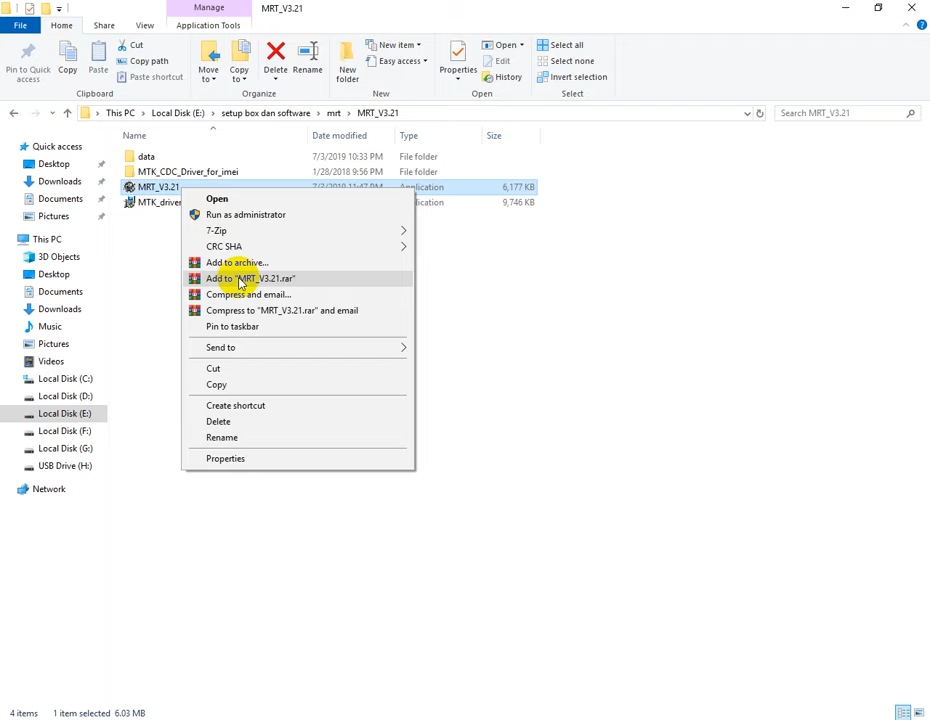 Manage
MRT_V3.21
File
Home
Share
View
Application Tools
Pin to Quick access
Copy
Paste
Cut
Copy path
Paste shortcut
Clipboard
Move to
Copy to
Delete
Rename
Organize
New folder
New item
Easy access
New
Properties
Open
Edit
History
Open
Select all
Select none
Invert selection
Select
This PC
Local Disk (E:)
setup box dan software
mrt
MRT_V3.21
Search MRT_V3.21
Name
Date modified
Type
Size
Quick access
Desktop
Downloads
Documents
Pictures
This PC
3D Objects
Desktop
Documents
Downloads
Music
Pictures
Videos
Local Disk (C:)
Local Disk (D:)
Local Disk (E:)
Local Disk (F:)
Local Disk (G:)
USB Drive (H:)
Network
data 7/3/2019 10:33 PM File folder
MTK_CDC_Driver_for_imei 1/28/2018 9:56 PM File folder
MRT_V3.21 7/3/2019 11:47 PM Application 6,177 KB
MTK_driver 9,746 KB
Open
Run as administrator
7-Zip
CRC SHA
Add to archive...
Add to "MRT_V3.21.rar"
Compress and email...
Compress to "MRT_V3.21.rar" and email
Pin to taskbar
Send to
Cut
Copy
Create shortcut
Delete
Rename
Properties
4 items 1 item selected 6.03 MB